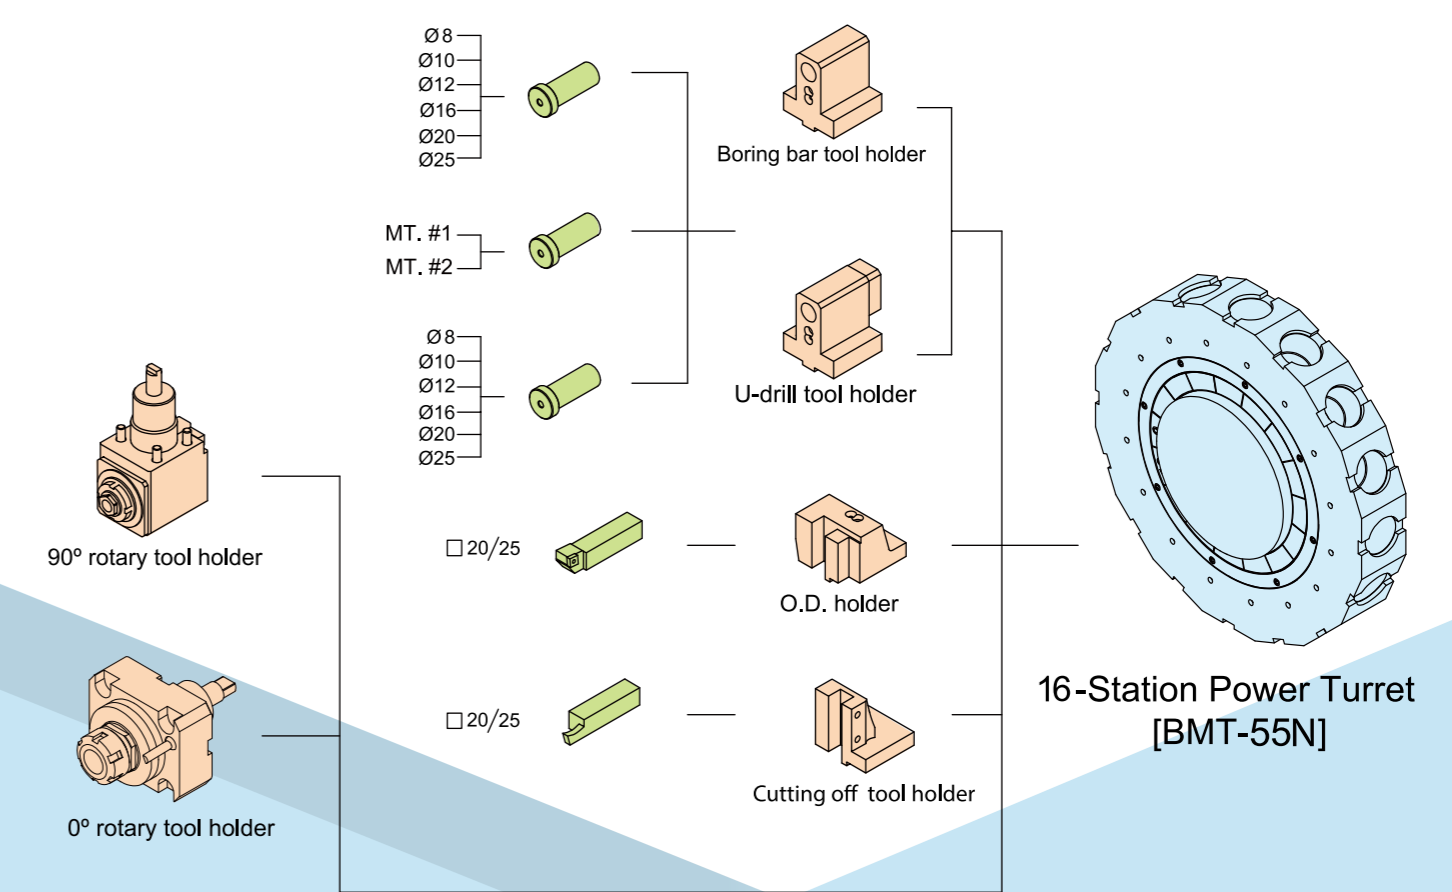 Ø8
Ø10
Ø12
Ø16
Ø20
Ø25
Boring bar tool holder
MT. #1
MT. #2
Ø8
Ø10
Ø12
Ø16
Ø20
Ø25
U-drill tool holder
90º rotary tool holder
□ 20/25
O.D. holder
16-Station Power Turret
[BMT-55N]
□ 20/25
Cutting off tool holder
0º rotary tool holder